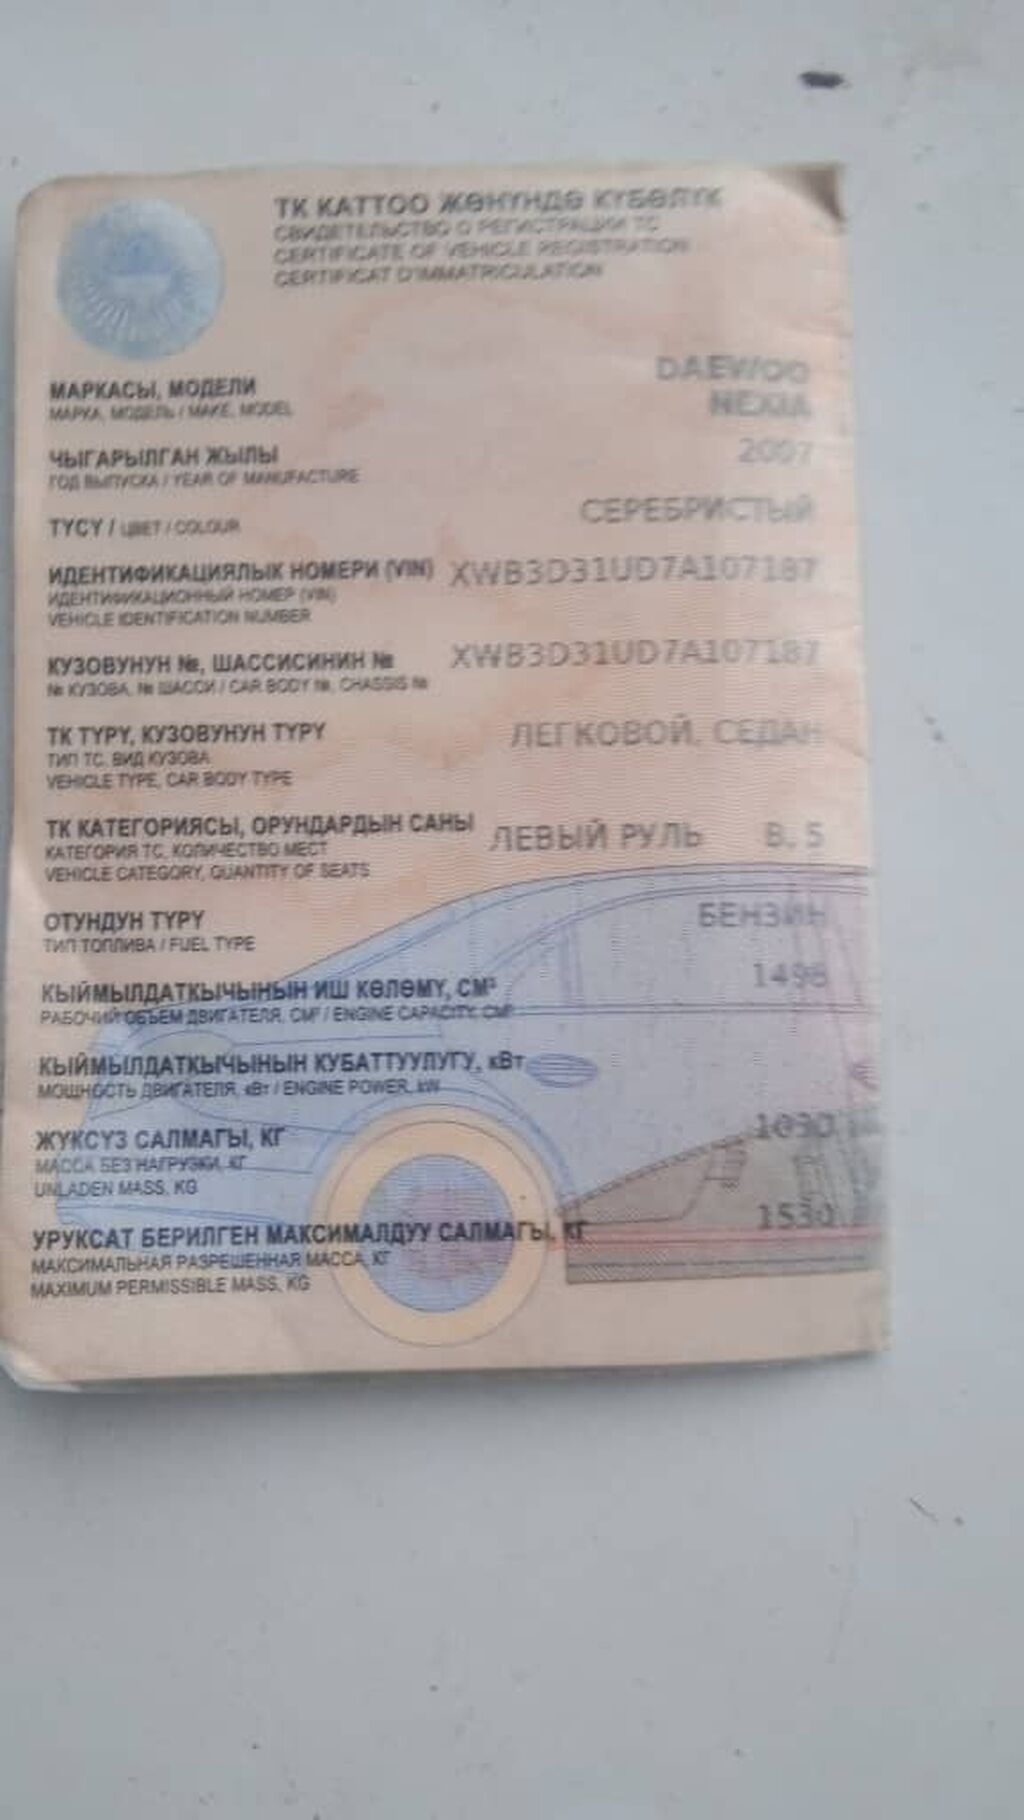 ТК КАТТОО ЖӨНҮНДӨ КҮБӨЛҮК
СВИДЕТЕЛЬСТВО О РЕГИСТРАЦИИ ТС
CERTIFICATE OF VEHICLE REGISTRATION
CERTIFICAT D'IMMATRICULATION
МАРКАСЫ, МОДЕЛИ DAEWOO
МАРКА, МОДЕЛЬ / MAKE, MODEL NEXIA
ЧЫГАРЫЛГАН ЖЫЛЫ 2007
ГОД ВЫПУСКА / YEAR OF MANUFACTURE
ТҮСҮ / ЦВЕТ / COLOUR СЕРЕБРИСТЫЙ
ИДЕНТИФИКАЦИЯЛЫК НОМЕРИ (VIN) XWB3D31UD7A107187
ИДЕНТИФИКАЦИОННЫЙ НОМЕР (VIN)
VEHICLE IDENTIFICATION NUMBER
КУЗОВУНУН №, ШАССИСИНИН № XWB3D31UD7A107187
№ КУЗОВА, № ШАССИ / CAR BODY №, CHASSIS №
ТК ТҮРҮ, КУЗОВУНУН ТҮРҮ ЛЕГКОВОЙ, СЕДАН
ТИП ТС, ВИД КУЗОВА
VEHICLE TYPE, CAR BODY TYPE
ТК КАТЕГОРИЯСЫ, ОРУНДАРДЫН САНЫ ЛЕВЫЙ РУЛЬ B, 5
КАТЕГОРИЯ ТС, КОЛИЧЕСТВО МЕСТ
VEHICLE CATEGORY, QUANTITY OF SEATS
ОТУНДУН ТҮРҮ БЕНЗИН
ТИП ТОПЛИВА / FUEL TYPE
КЫЙМЫЛДАТКЫЧЫНЫН ИШ КӨЛӨМҮ, СМ³ 1498
РАБОЧИЙ ОБЪЕМ ДВИГАТЕЛЯ, СМ³ / ENGINE CAPACITY, CM³
КЫЙМЫЛДАТКЫЧЫНЫН КУБАТТУУЛУГУ, кВт
МОЩНОСТЬ ДВИГАТЕЛЯ, кВт / ENGINE POWER, kW
ЖҮКСҮЗ САЛМАГЫ, КГ 1030
МАССА БЕЗ НАГРУЗКИ, КГ
UNLADEN MASS, KG
УРУКСАТ БЕРИЛГЕН МАКСИМАЛДУУ САЛМАГЫ, КГ 1530
МАКСИМАЛЬНАЯ РАЗРЕШЕННАЯ МАССА, КГ
MAXIMUM PERMISSIBLE MASS, KG